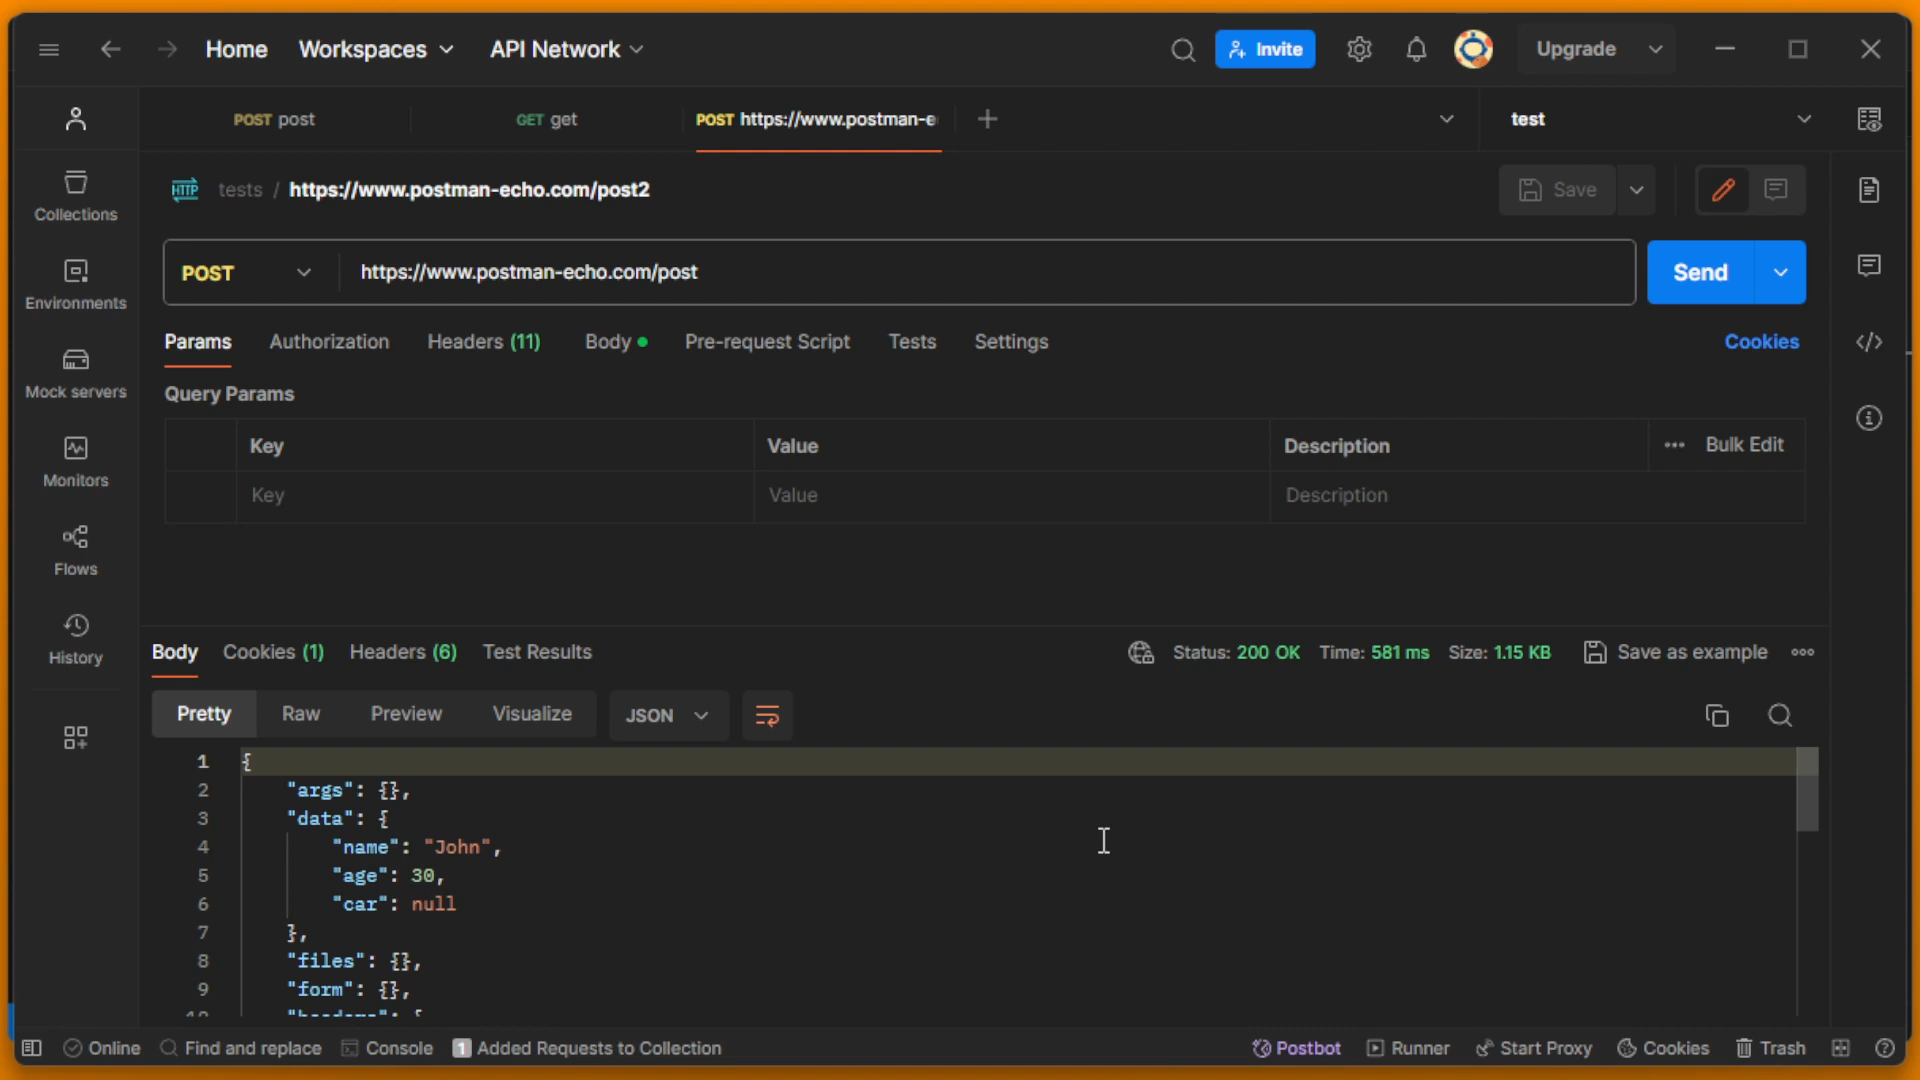 Home Workspaces API Network Invite Upgrade
POST post GET get POST https://www.postman-e test
HTTP tests / https://www.postman-echo.com/post2 Save
Collections
POST https://www.postman-echo.com/post Send
Environments
Params Authorization Headers (11) Body Pre-request Script Tests Settings Cookies
Mock servers
Query Params
Key Value Description Bulk Edit
Monitors
Key Value Description
Flows
History
Body Cookies (1) Headers (6) Test Results Status: 200 OK Time: 581 ms Size: 1.15 KB Save as example
Pretty Raw Preview Visualize JSON
1 {
2 "args": {},
3 "data": {
4 "name": "John",
5 "age": 30,
6 "car": null
7 },
8 "files": {},
9 "form": {},
10 "headers": {
Online Find and replace Console 1 Added Requests to Collection Postbot Runner Start Proxy Cookies Trash